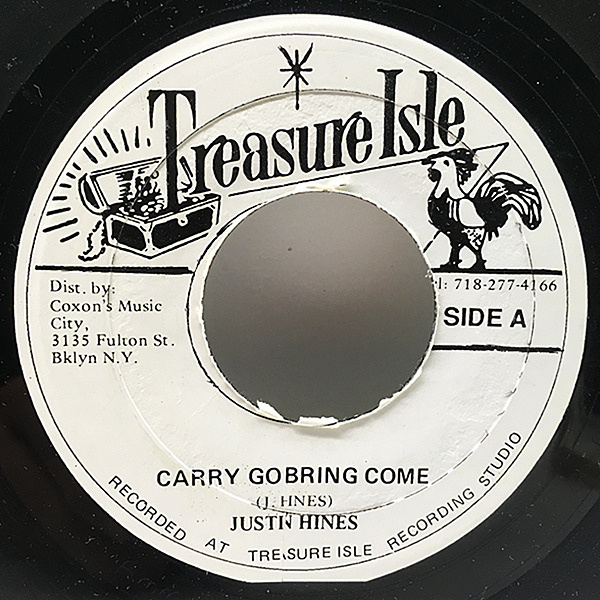 Treasure Isle
Dist. by:
Coxon's Music
City,
3135 Fulton St.
Bklyn N.Y.
l: 718-277-4166
SIDE A
CARRY GOBRING COME
(J. HNES)
JUSTIN HINES
RECORDED AT TREASURE ISLE RECORDING STUDIO